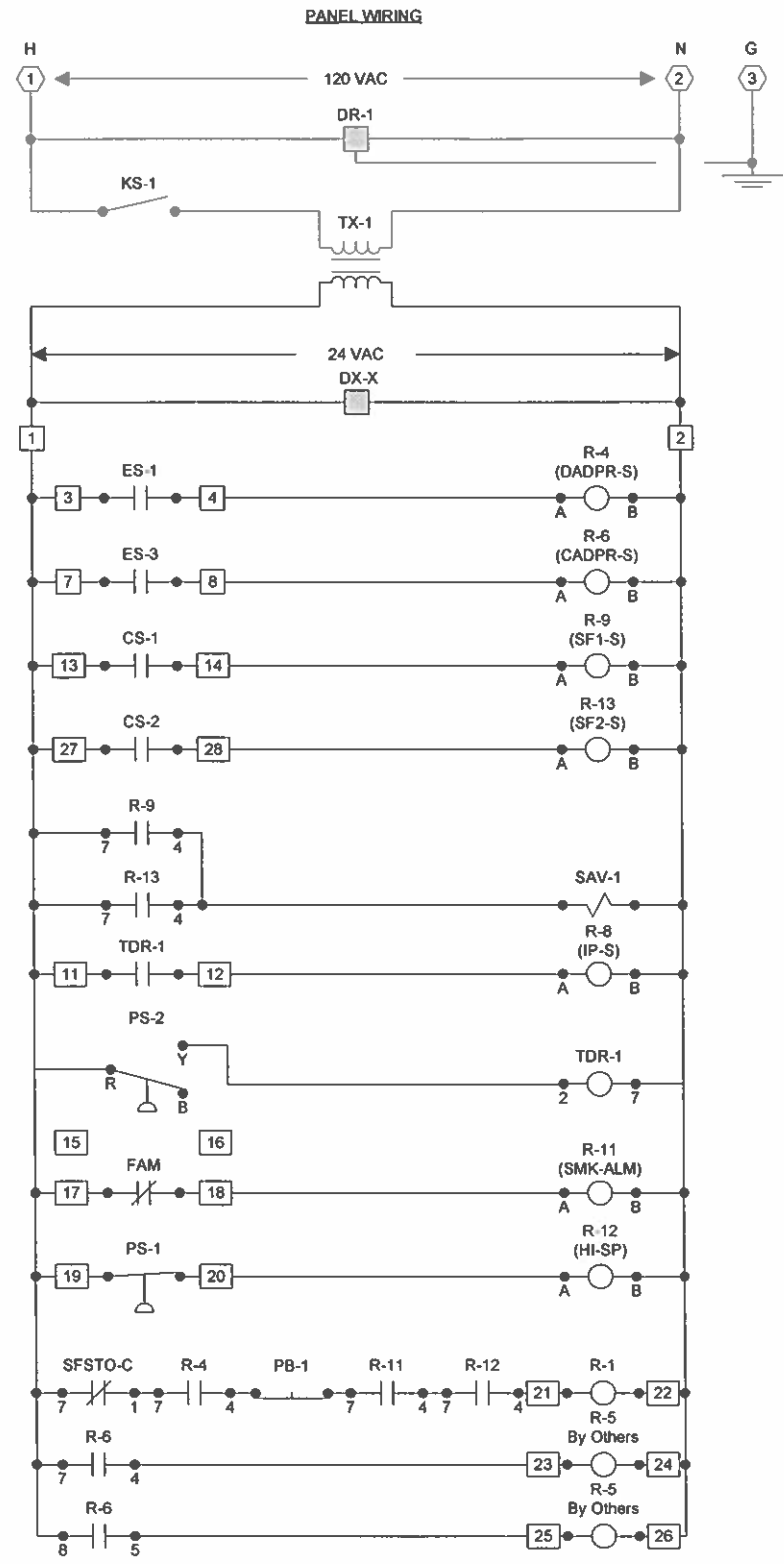 PANEL WIRING
H N G
1 120 VAC 2 3
DR-1
KS-1
TX-1
24 VAC
DX-X
1 2
ES-1 R-4
(DADPR-S)
3 4 A B
ES-3 R-6
(CADPR-S)
7 8 A B
CS-1 R-9
(SF1-S)
13 14 A B
CS-2 R-13
(SF2-S)
27 28 A B
R-9
7 4
R-13 SAV-1
7 4
TDR-1 R-8
(IP-S)
11 12 A B
PS-2
Y TDR-1
R B 2 7
15 16
FAM R-11
(SMK-ALM)
17 18 A B
PS-1 R-12
(HI-SP)
19 20 A B
SFSTO-C R-4 PB-1 R-11 R-12 R-1
7 1 7 4 7 4 7 4 21 22
R-6 R-5
By Others
7 4 23 24
R-6 R-5
By Others
8 5 25 26